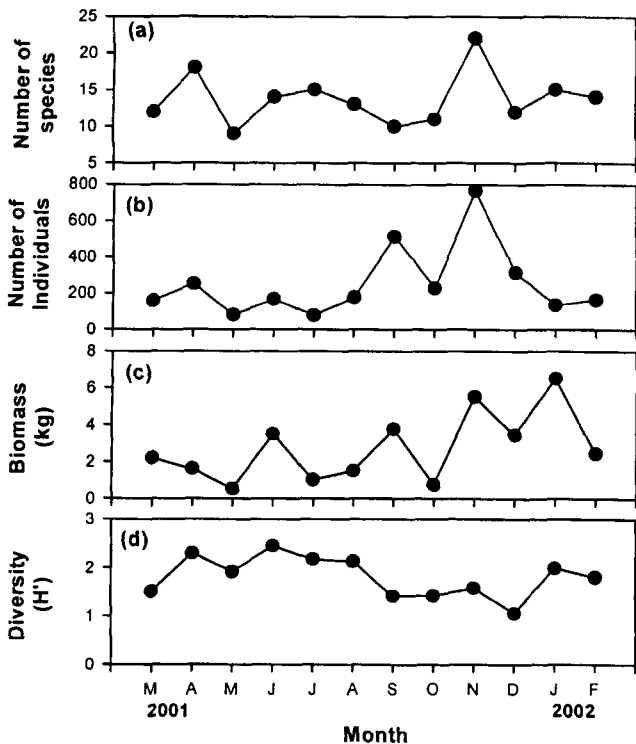 (a)
Number of
species
25
20
15
10
5
(b)
Number of
Individuals
800
600
400
200
0
(c)
Biomass
(kg)
8
6
4
2
0
(d)
Diversity
(H')
3
2
1
0
M A M J J A S O N D J F
2001 2002
Month